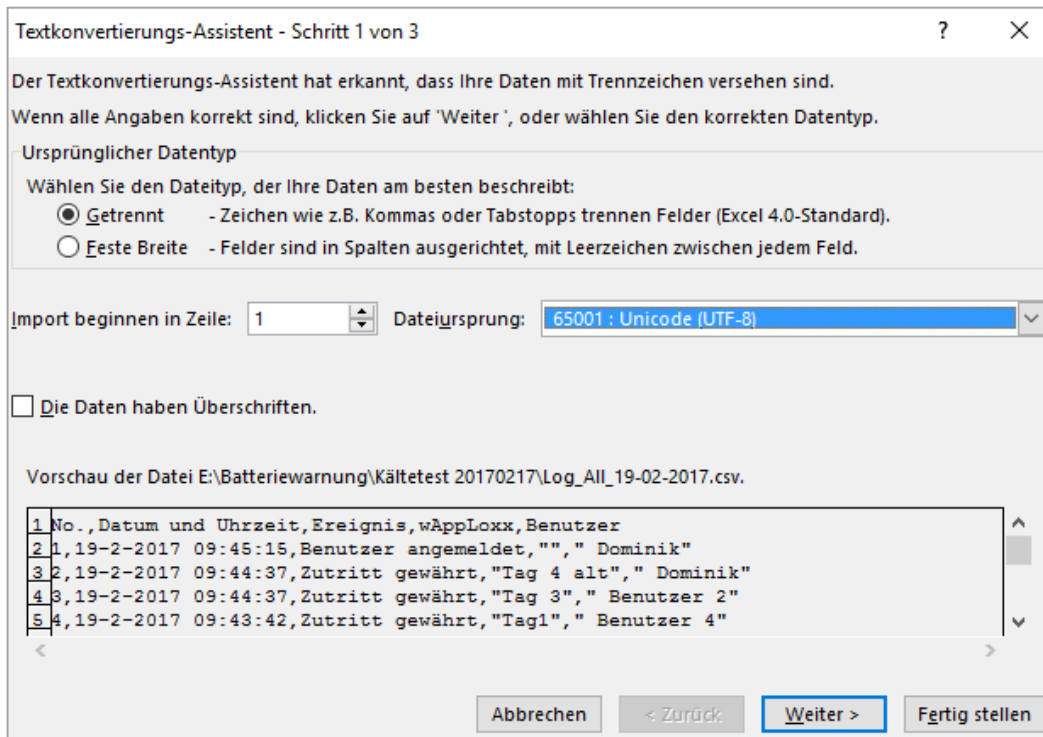 Textkonvertierungs-Assistent - Schritt 1 von 3
Der Textkonvertierungs-Assistent hat erkannt, dass Ihre Daten mit Trennzeichen versehen sind.
Wenn alle Angaben korrekt sind, klicken Sie auf 'Weiter ', oder wählen Sie den korrekten Datentyp.
Ursprünglicher Datentyp
Wählen Sie den Dateityp, der Ihre Daten am besten beschreibt:
Getrennt - Zeichen wie z.B. Kommas oder Tabstopps trennen Felder (Excel 4.0-Standard).
Feste Breite - Felder sind in Spalten ausgerichtet, mit Leerzeichen zwischen jedem Feld.
Import beginnen in Zeile: 1 Dateiursprung: 65001 : Unicode (UTF-8)
Die Daten haben Überschriften.
Vorschau der Datei E:\Batteriewarnung\Kältetest 20170217\Log_All_19-02-2017.csv.
1 No.,Datum und Uhrzeit,Ereignis,wAppLoxx,Benutzer
2 1,19-2-2017 09:45:15,Benutzer angemeldet,""," Dominik"
3 2,19-2-2017 09:44:37,Zutritt gewährt,"Tag 4 alt"," Dominik"
4 3,19-2-2017 09:44:37,Zutritt gewährt,"Tag 3"," Benutzer 2"
5 4,19-2-2017 09:43:42,Zutritt gewährt,"Tag1"," Benutzer 4"
Abbrechen < Zurück Weiter > Fertig stellen